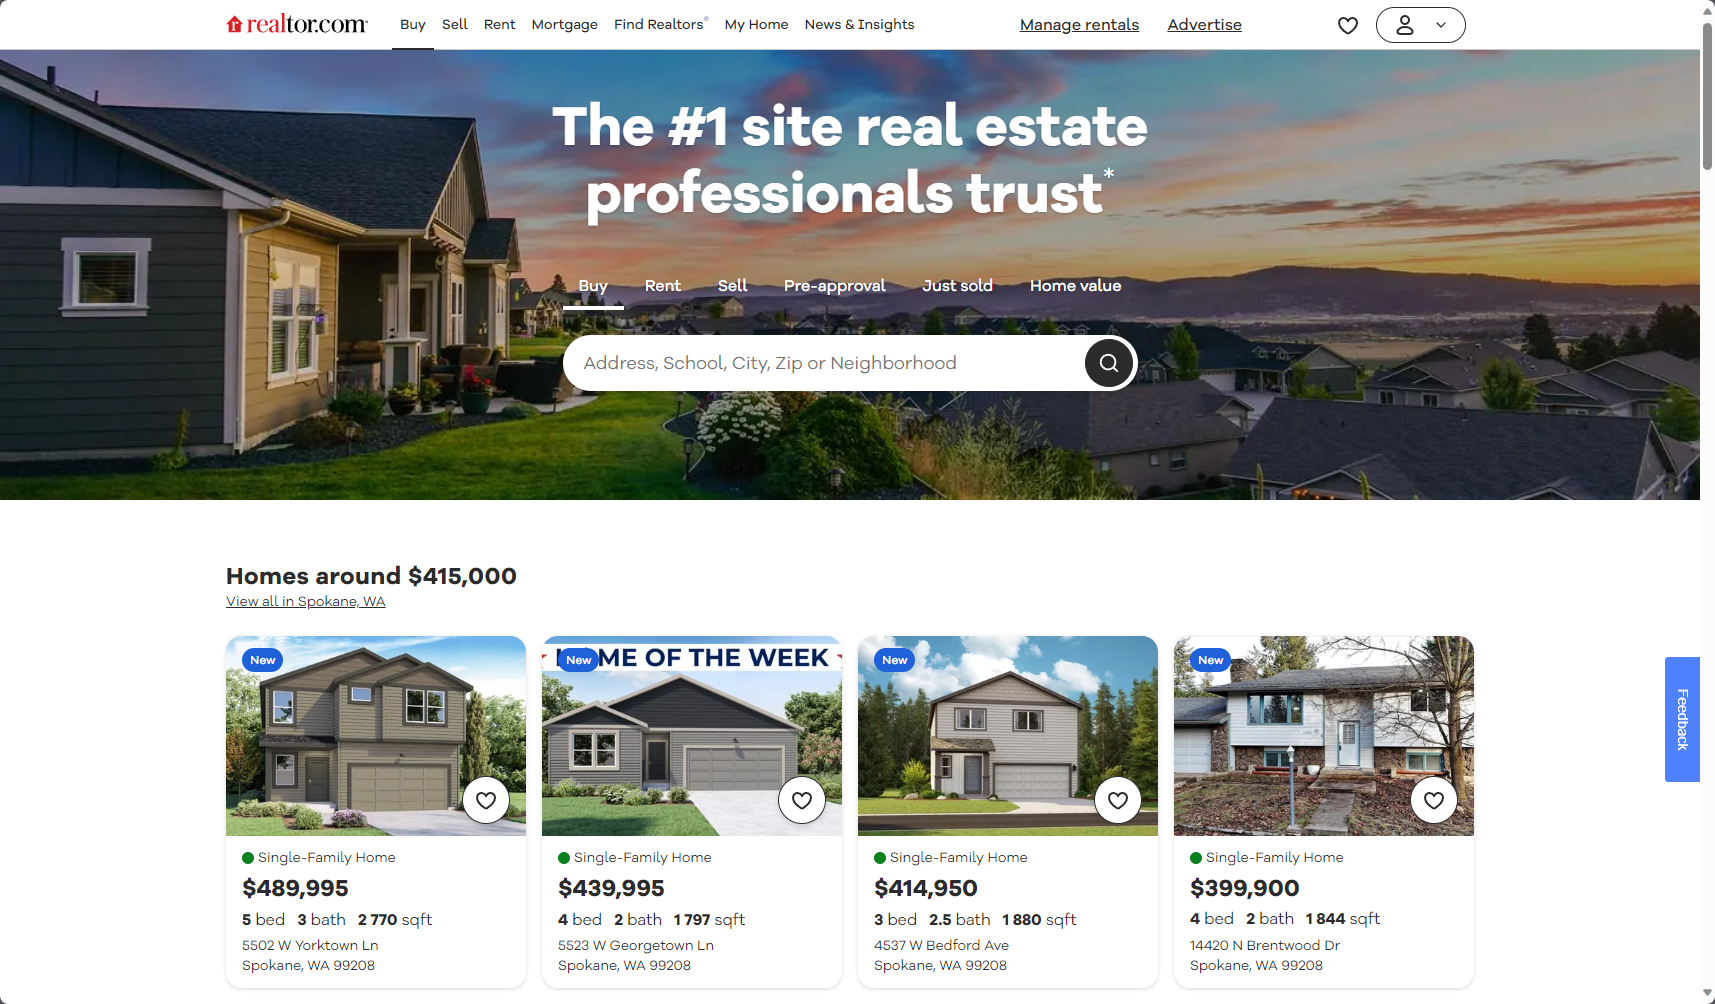 realtor.com®
Buy Sell Rent Mortgage Find Realtors® My Home News & Insights
Manage rentals Advertise
The #1 site real estate
professionals trust*
Buy Rent Sell Pre-approval Just sold Home value
Address, School, City, Zip or Neighborhood
Homes around $415,000
View all in Spokane, WA
New
Single-Family Home
$489,995
5 bed 3 bath 2 770 sqft
5502 W Yorktown Ln
Spokane, WA 99208
New
ME OF THE WEEK
Single-Family Home
$439,995
4 bed 2 bath 1 797 sqft
5523 W Georgetown Ln
Spokane, WA 99208
New
Single-Family Home
$414,950
3 bed 2.5 bath 1 880 sqft
4537 W Bedford Ave
Spokane, WA 99208
New
Single-Family Home
$399,900
4 bed 2 bath 1 844 sqft
14420 N Brentwood Dr
Spokane, WA 99208
Feedback